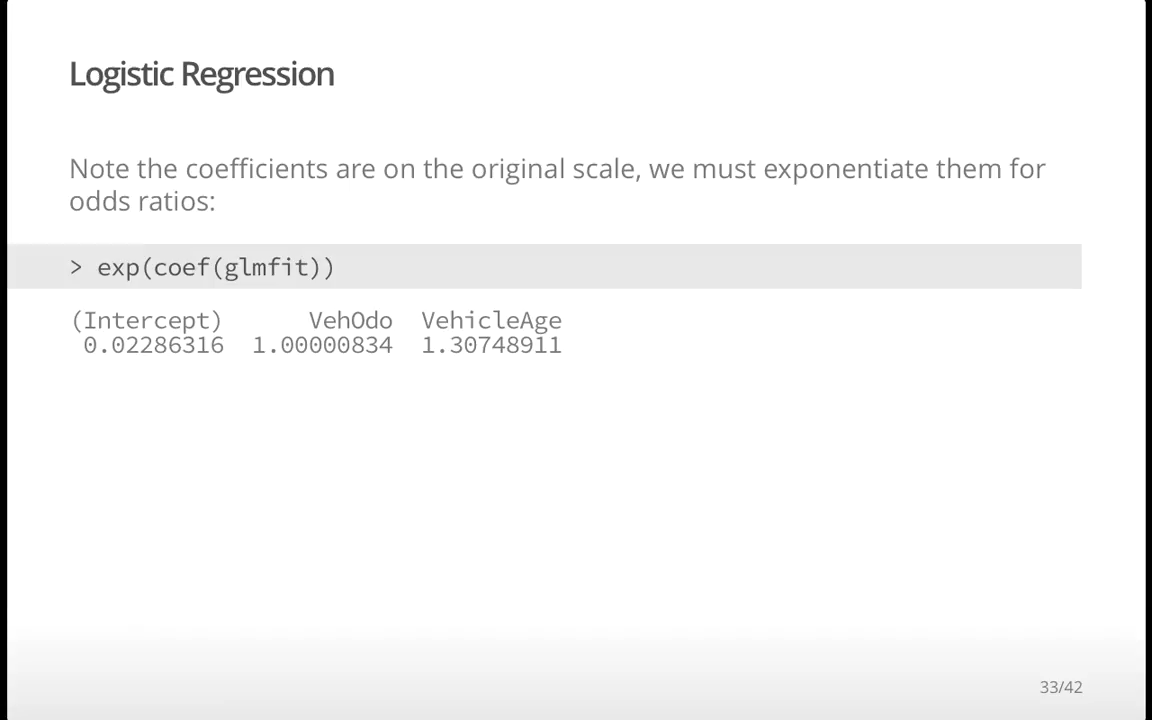 Logistic Regression
Note the coefficients are on the original scale, we must exponentiate them for
odds ratios:
> exp(coef(glmfit))
(Intercept) VehOdo VehicleAge
0.02286316 1.00000834 1.30748911
33/42